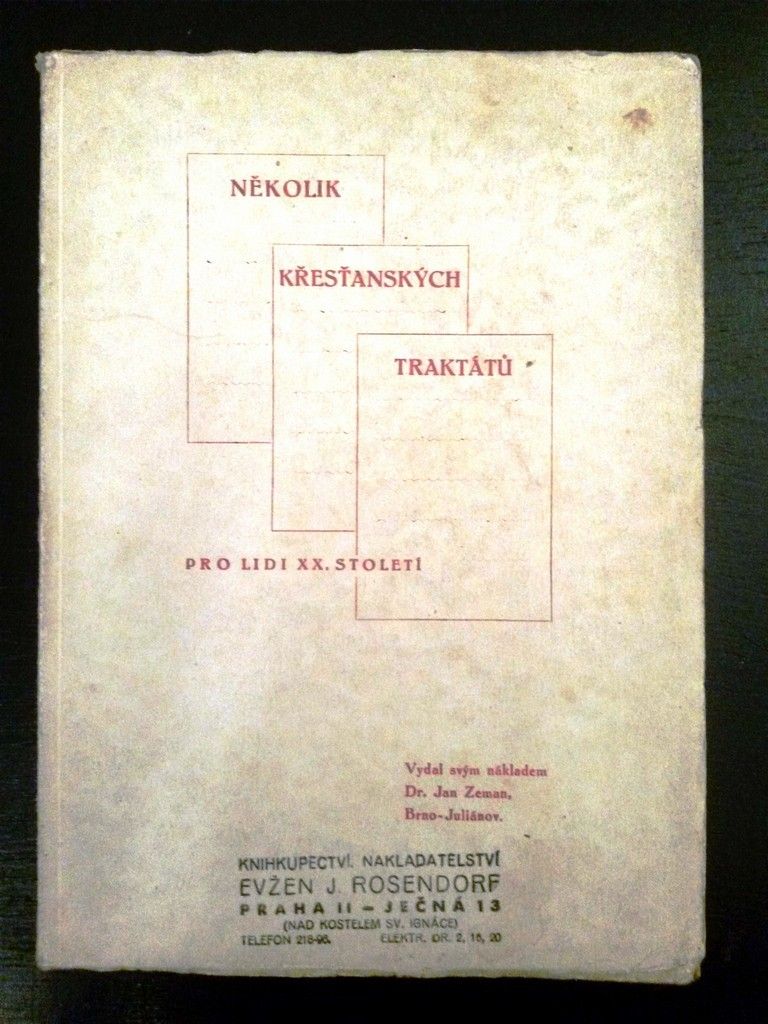 NĚKOLIK
KŘESŤANSKÝCH
TRAKTÁTŮ
PRO LIDI XX. STOLETÍ
Vydal svým nákladem
Dr. Jan Zeman,
Brno-Juliánov.
KNIHKUPECTVÍ, NAKLADATELSTVÍ
EVŽEN J. ROSENDORF
PRAHA II – JEČNÁ 13
(NAD KOSTELEM SV. IGNÁCE)
TELEFON 218-96. ELEKTR. DR. 2, 16, 20